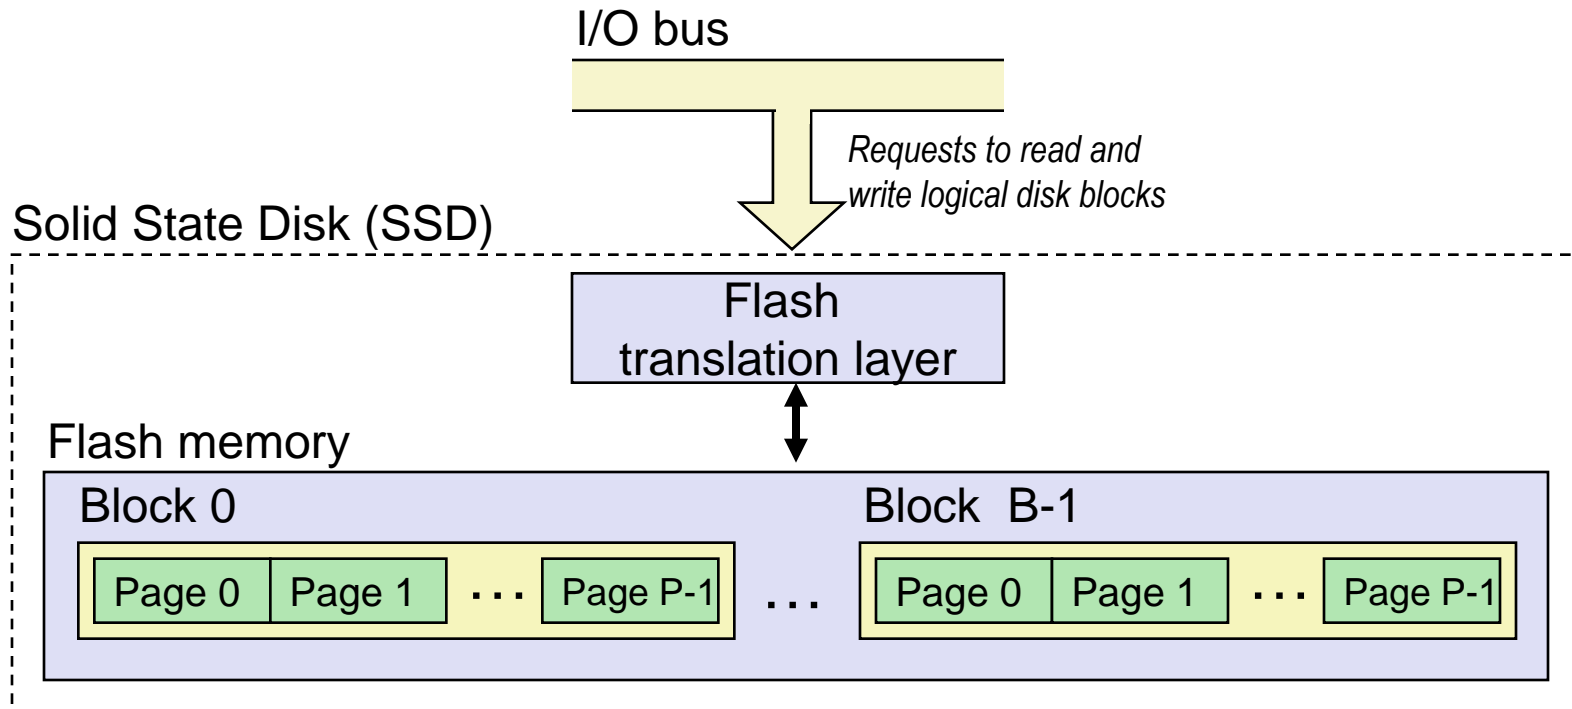 I/O bus
Requests to read and
write logical disk blocks
Solid State Disk (SSD)
Flash
translation layer
Flash memory
Block 0
Block B-1
Page 0 Page 1 ... Page P-1 ... Page 0 Page 1 ... Page P-1